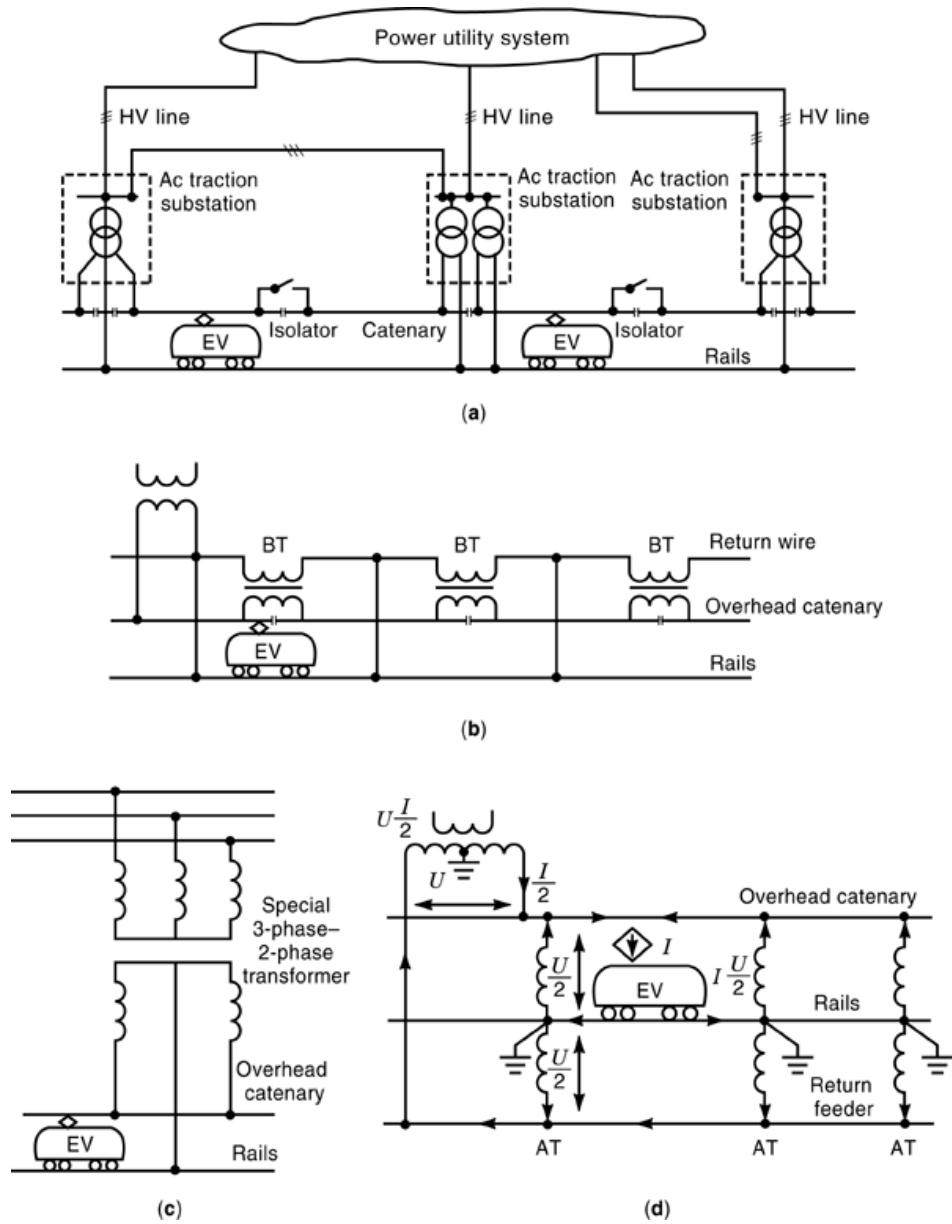 Power utility system
HV line
HV line
HV line
Ac traction
substation
Ac traction
substation
Ac traction
substation
Isolator
Catenary
Isolator
EV
EV
Rails
(a)
BT
BT
BT
Return wire
Overhead catenary
EV
Rails
(b)
Special
3-phase–
2-phase
transformer
Overhead
catenary
EV
Rails
(c)
U I/2
U
I/2
Overhead catenary
U/2
I
I U/2
EV
Rails
U/2
Return
feeder
AT
AT
AT
(d)